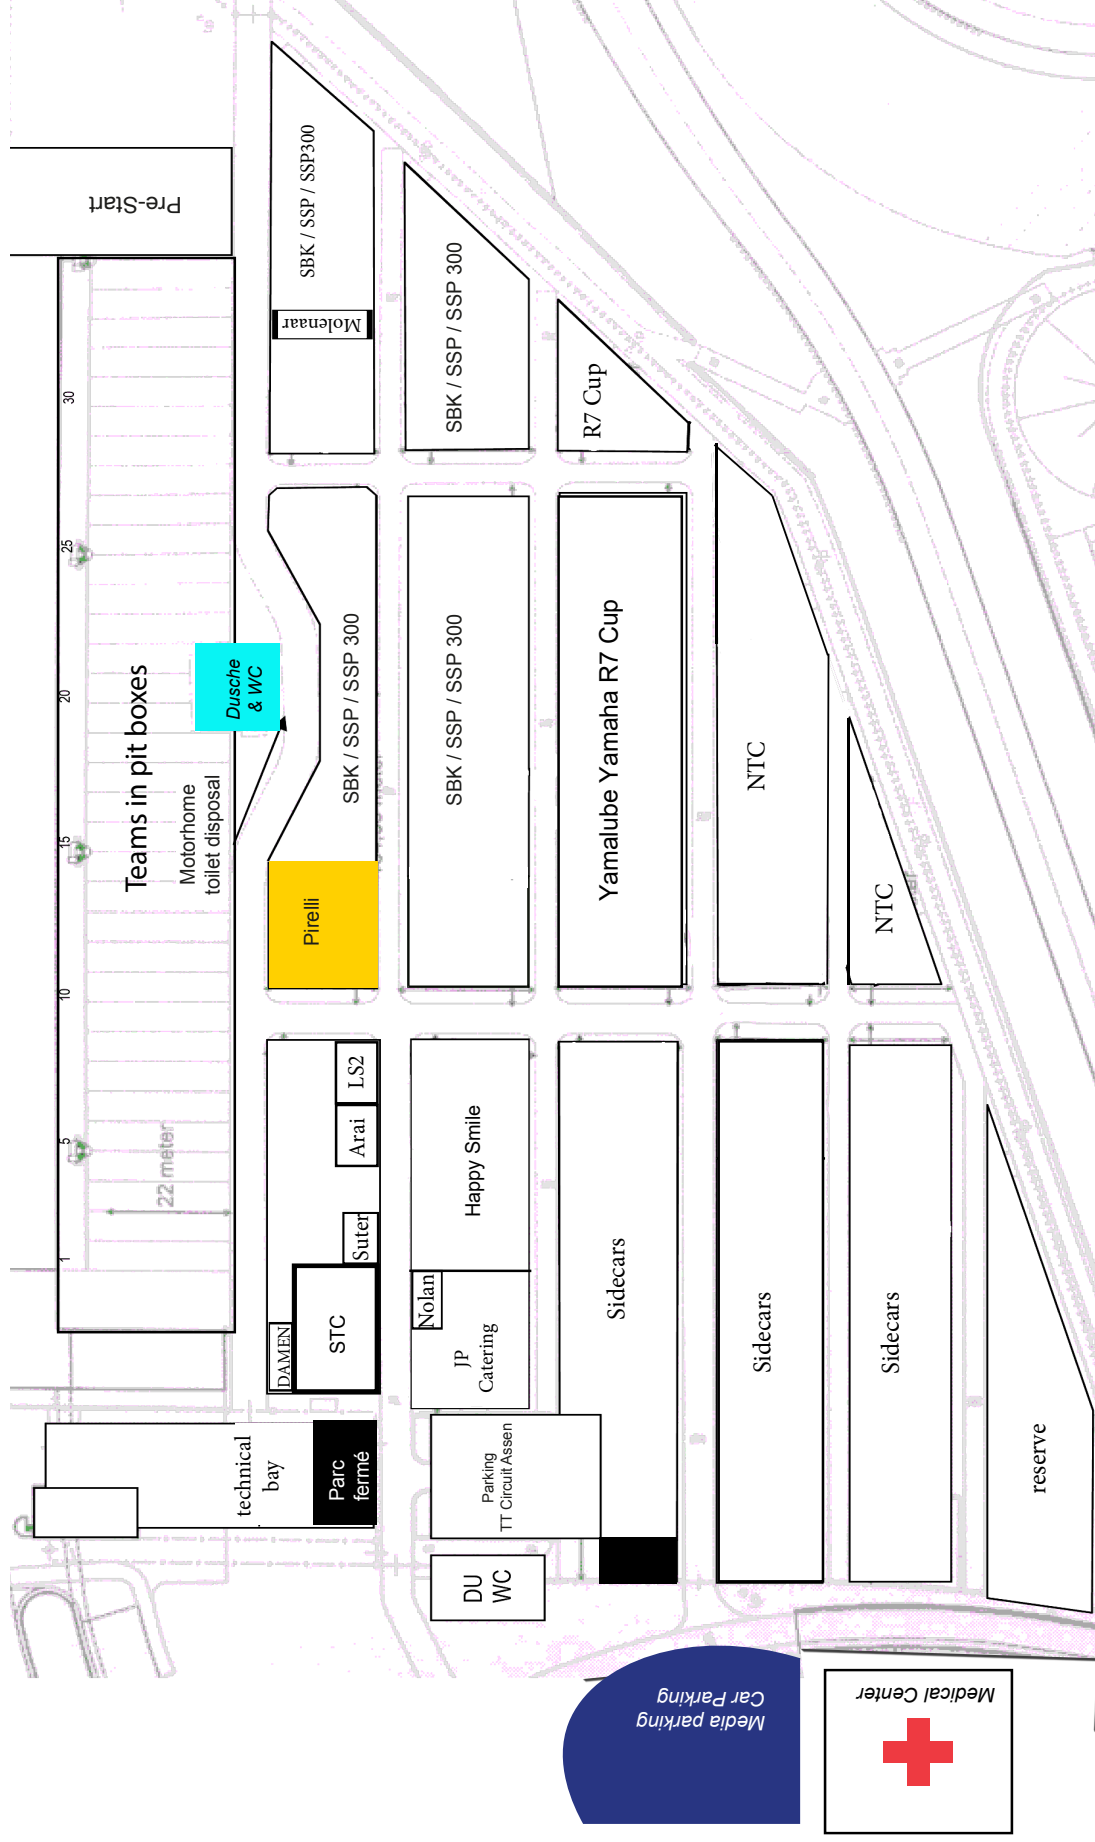 Pre-Start
30
25
20
15
10
5
1
Teams in pit boxes
Motorhome
toilet disposal
Dusche
& WC
22 meter
SBK / SSP / SSP300
Molenaar
SBK / SSP / SSP 300
R7 Cup
SBK / SSP / SSP 300
SBK / SSP / SSP 300
Yamalube Yamaha R7 Cup
NTC
NTC
Pirelli
LS2
Arai
Suter
STC
DAMEN
Happy Smile
Nolan
JP
Catering
Sidecars
Sidecars
Sidecars
reserve
technical
bay
Parc
fermé
Parking
TT Circuit Assen
DU
WC
Media parking
Car Parking
Medical Center